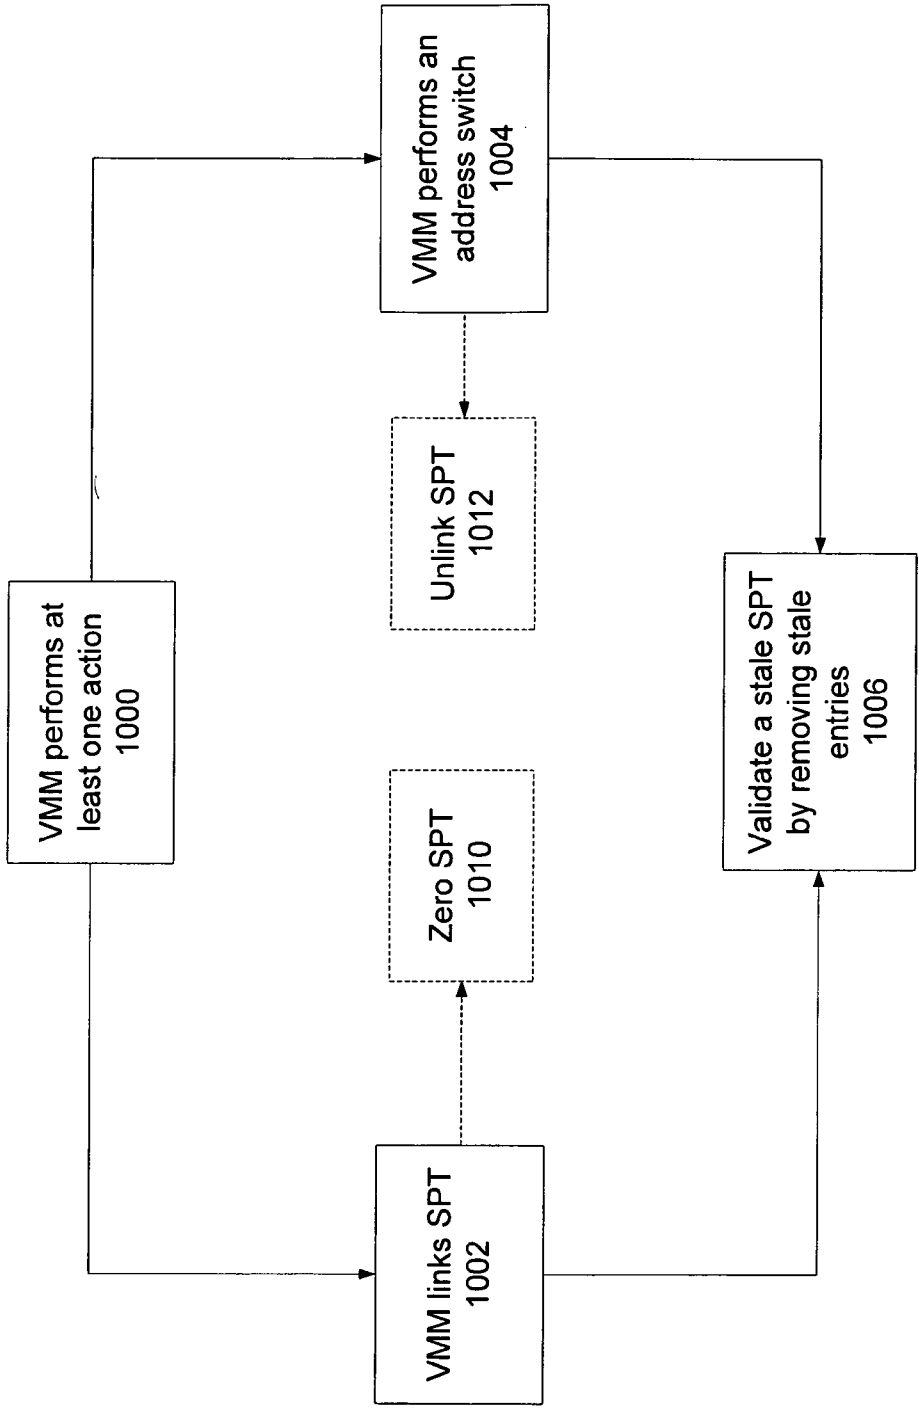 VMM performs at
least one action
1000
VMM links SPT
1002
Zero SPT
1010
Unlink SPT
1012
VMM performs an
address switch
1004
Validate a stale SPT
by removing stale
entries
1006